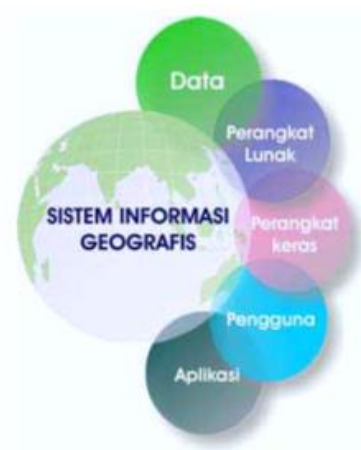 Data
Perangkat
Lunak
SISTEM INFORMASI
GEOGRAFIS
Perangkat
keras
Pengguna
Aplikasi